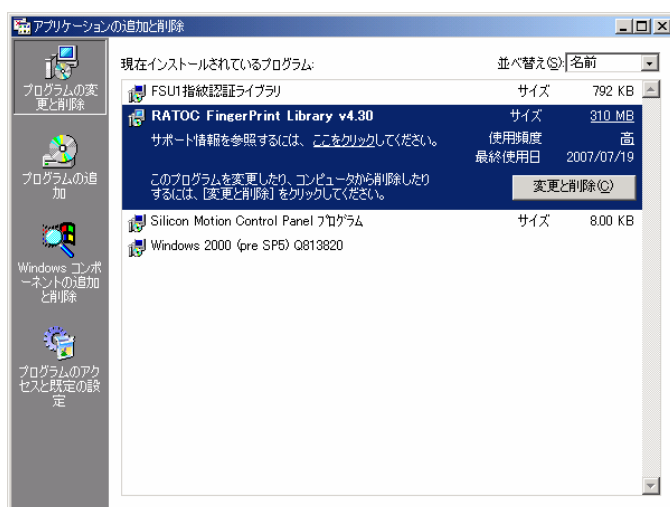 アプリケーションの追加と削除
プログラムの変
更と削除
プログラムの追
加
Windows コンポ
ーネントの追加
と削除
プログラムのアク
セスと既定の設
定
現在インストールされているプログラム:
並べ替え(S): 名前
FSU1指紋認証ライブラリ サイズ 792 KB
RATOC FingerPrint Library v4.30 サイズ 310 MB
サポート情報を参照するには、ここをクリックしてください。 使用頻度 高
最終使用日 2007/07/19
このプログラムを変更したり、コンピュータから削除したり
するには、[変更と削除] をクリックしてください。
変更と削除(C)
Silicon Motion Control Panel プログラム サイズ 8.00 KB
Windows 2000 (pre SP5) Q813820